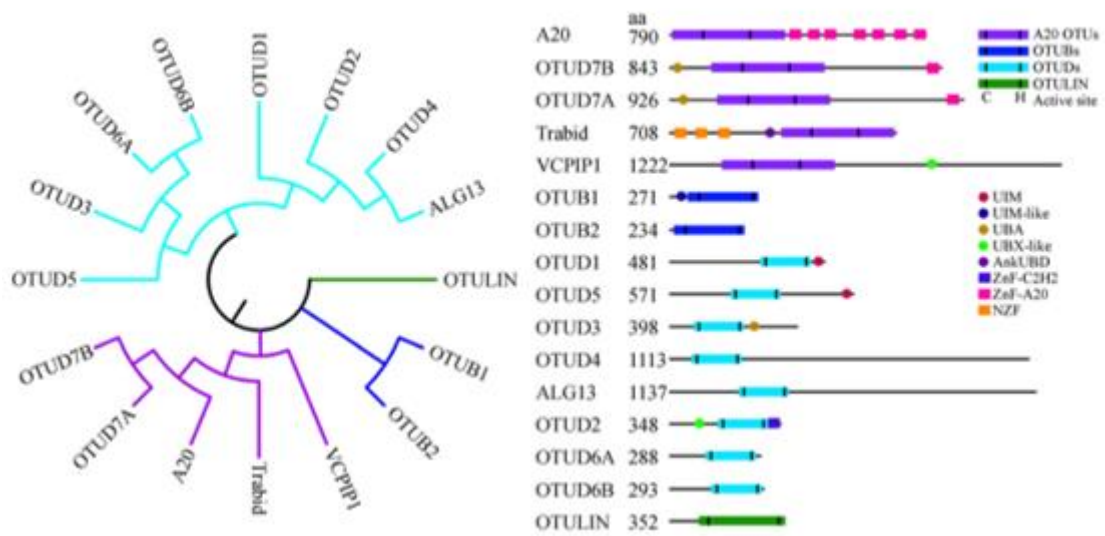 OTUD6B
OTUD1
OTUD2
OTUD6A
OTUD4
OTUD3
ALG13
OTUD5
OTULIN
OTUD7B
OTUB1
OTUD7A
OTUB2
A20
Trabid
VCPIP1
aa
A20 790
OTUD7B 843
OTUD7A 926
Trabid 708
VCPIP1 1222
OTUB1 271
OTUB2 234
OTUD1 481
OTUD5 571
OTUD3 398
OTUD4 1113
ALG13 1137
OTUD2 348
OTUD6A 288
OTUD6B 293
OTULIN 352
A20 OTUs
OTUBs
OTUDs
OTULIN
C H Active site
UIM
UIM-like
UBA
UBX-like
AnkUBD
ZnF-C2H2
ZnF-A20
NZF